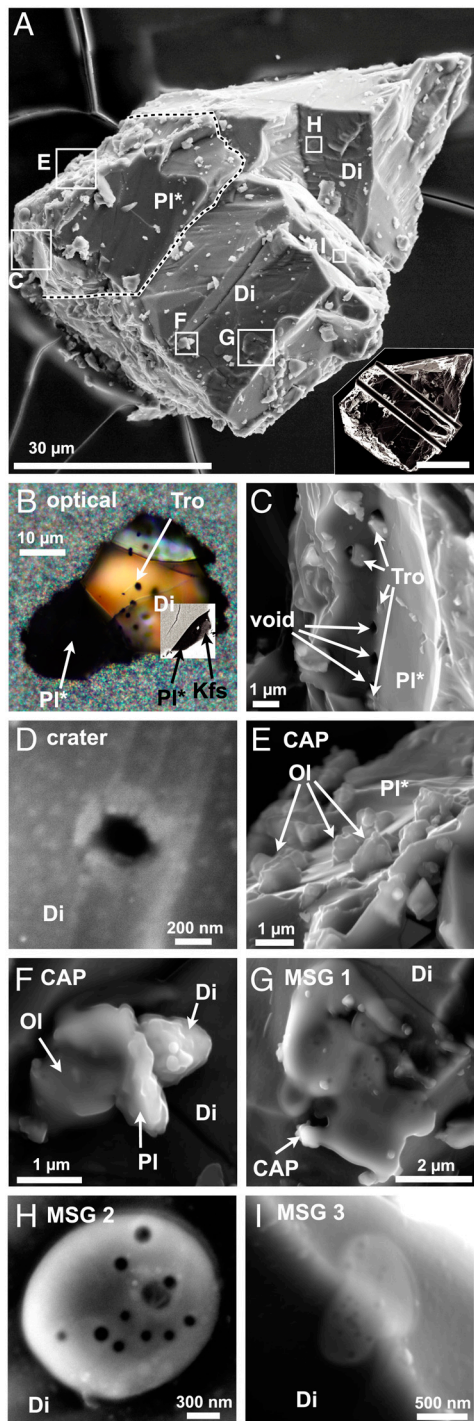 A
H
E
Di
Pl*
I
C
Di
F
G
30 µm
B optical
Tro
10 µm
Di
Pl*
Pl*
Kfs
C
Tro
void
Pl*
1 µm
D crater
Di
200 nm
E CAP
Ol
Pl*
1 µm
F CAP
Di
Ol
Di
Pl
1 µm
G MSG 1
Di
CAP
2 µm
H MSG 2
Di
300 nm
I MSG 3
Di
500 nm